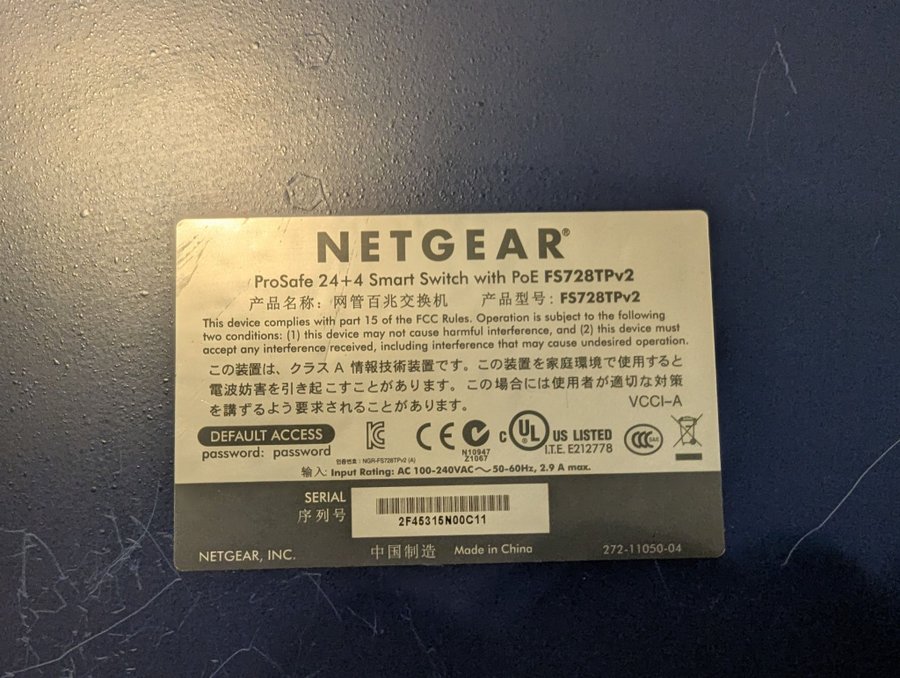 NETGEAR®
ProSafe 24+4 Smart Switch with PoE FS728TPv2
产品名称：网管百兆交换机 产品型号：FS728TPv2
This device complies with part 15 of the FCC Rules. Operation is subject to the following
two conditions: (1) this device may not cause harmful interference, and (2) this device must
accept any interference received, including interference that may cause undesired operation.
この装置は、クラス A 情報技術装置です。この装置を家庭環境で使用すると
電波妨害を引き起こすことがあります。この場合には使用者が適切な対策
を講ずるよう要求されることがあります。
VCCI-A
DEFAULT ACCESS
password: password
인증번호: NGR-FS728TPv2 (A)
CE
N10947
Z1067
c UL US LISTED
I.T.E. E212778
CCC S&E
输入 Input Rating: AC 100-240VAC～50-60Hz, 2.9 A max.
SERIAL
序列号
2F45315N00C11
NETGEAR, INC. 中国制造 Made in China 272-11050-04